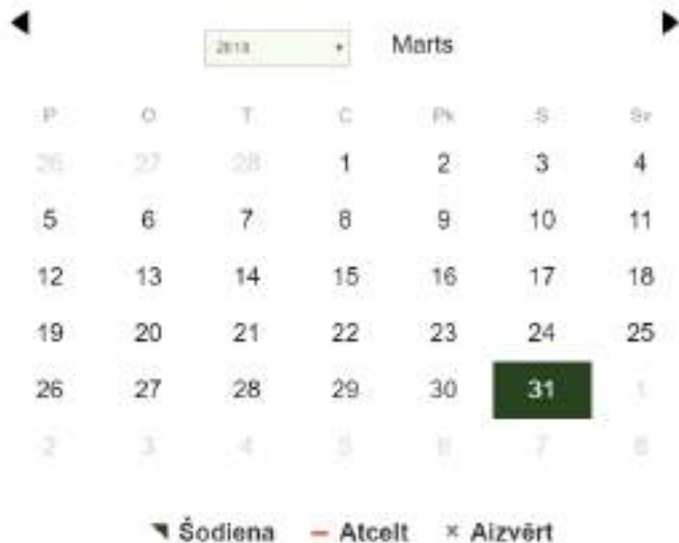 2018 Marts
P O T C Pk S Sv
26 27 28 1 2 3 4
5 6 7 8 9 10 11
12 13 14 15 16 17 18
19 20 21 22 23 24 25
26 27 28 29 30 31 1
2 3 4 5 6 7 8
Šodiena Atcelt × Aizvērt